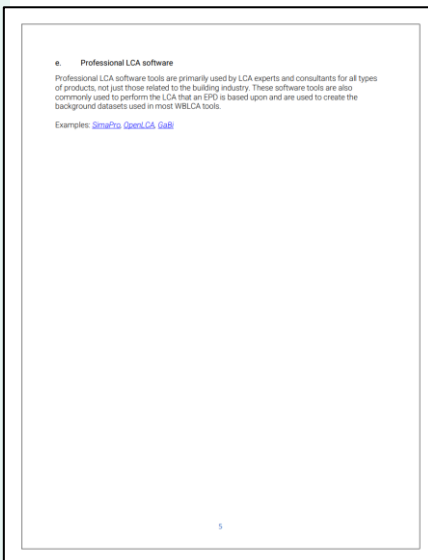 e. Professional LCA software
Professional LCA software tools are primarily used by LCA experts and consultants for all types
of products, not just those related to the building industry. These software tools are also
commonly used to perform the LCA that an EPD is based upon and are used to create the
background datasets used in most WBLCA tools.
Examples: SimaPro, OpenLCA, GaBi
5